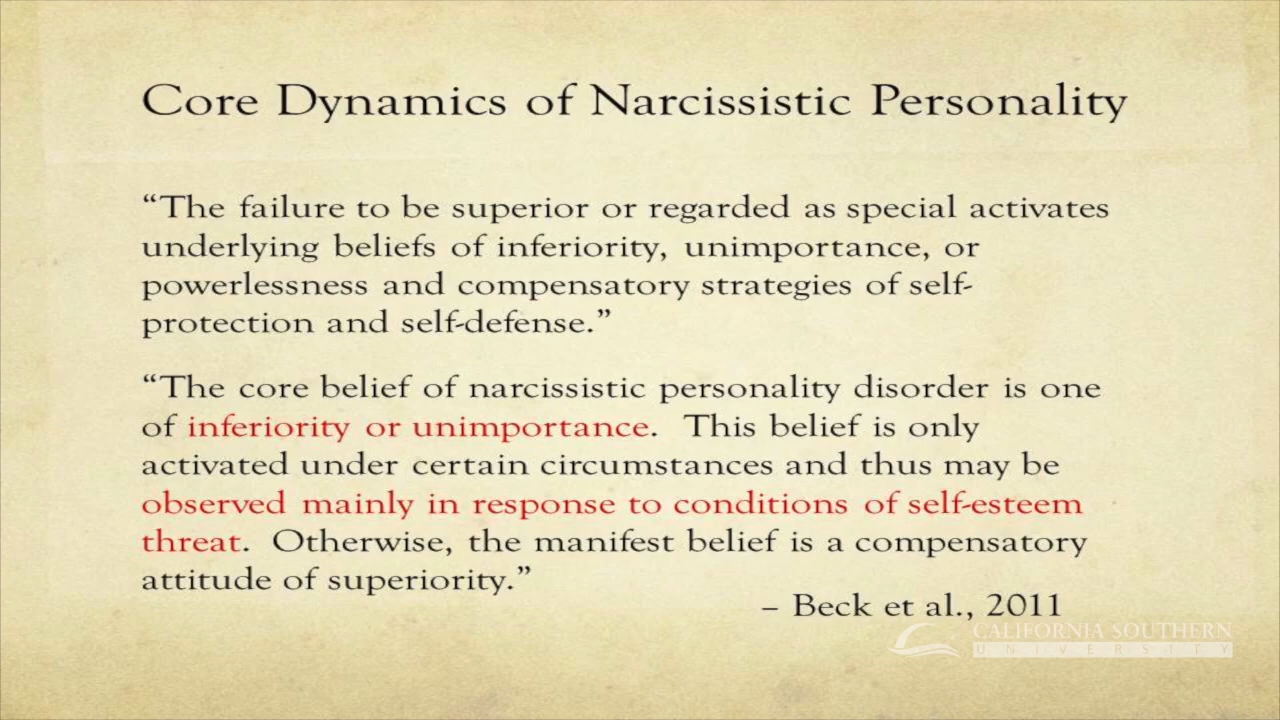 Core Dynamics of Narcissistic Personality
“The failure to be superior or regarded as special activates
underlying beliefs of inferiority, unimportance, or
powerlessness and compensatory strategies of self-
protection and self-defense.”
“The core belief of narcissistic personality disorder is one
of inferiority or unimportance.  This belief is only
activated under certain circumstances and thus may be
observed mainly in response to conditions of self-esteem
threat.  Otherwise, the manifest belief is a compensatory
attitude of superiority.”
– Beck et al., 2011
CALIFORNIA SOUTHERN
UNIVERSITY